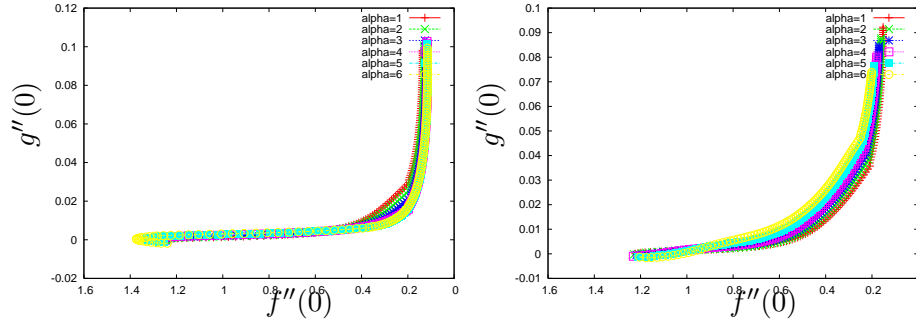 0.12
0.1
0.08
0.06
0.04
0.02
0
-0.02
g′′(0)
alpha=1
alpha=2
alpha=3
alpha=4
alpha=5
alpha=6
1.6 1.4 1.2 1 0.8 0.6 0.4 0.2 0
f′′(0)
0.1
0.09
0.08
0.07
0.06
0.05
0.04
0.03
0.02
0.01
0
-0.01
g′′(0)
alpha=1
alpha=2
alpha=3
alpha=4
alpha=5
alpha=6
1.6 1.4 1.2 1 0.8 0.6 0.4 0.2
f′′(0)